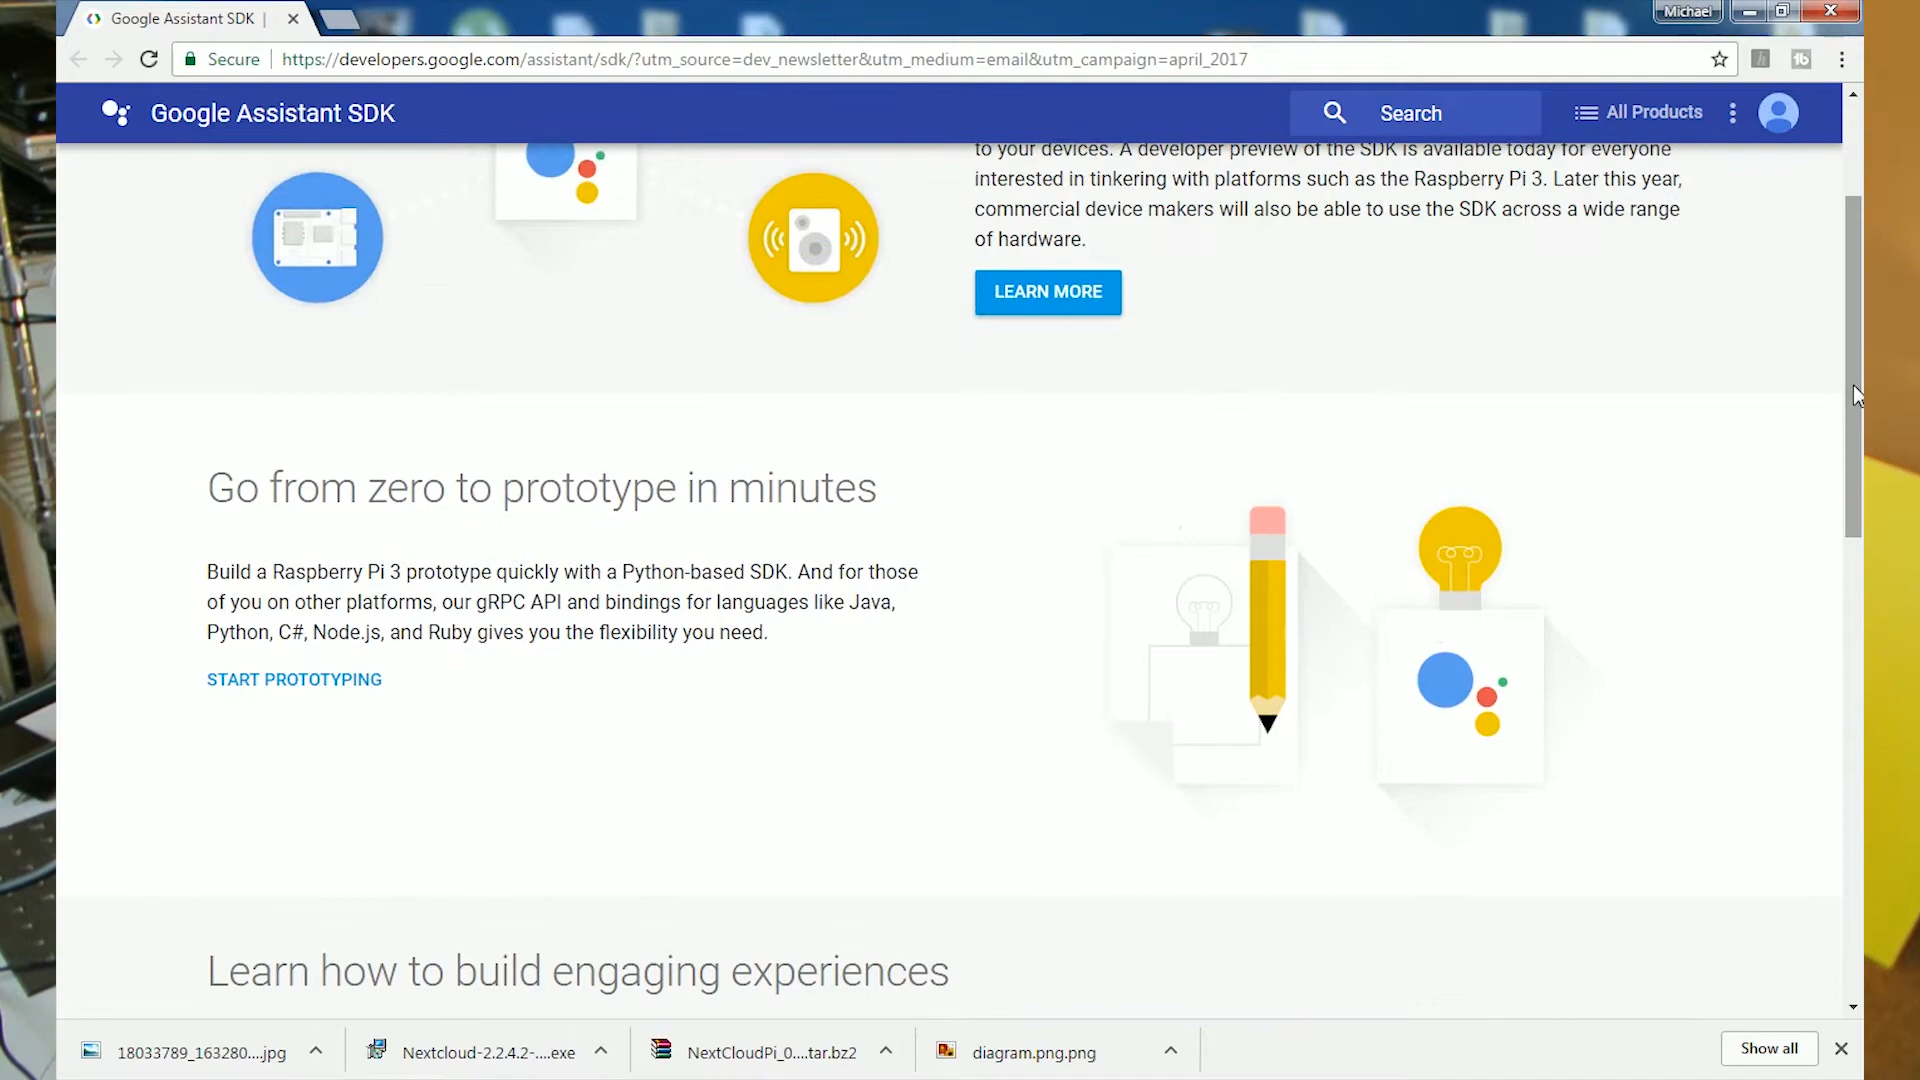 Google Assistant SDK |
Michael
Secure
https://developers.google.com/assistant/sdk/?utm_source=dev_newsletter&utm_medium=email&utm_campaign=april_2017
Google Assistant SDK
Search
All Products
to your devices. A developer preview of the SDK is available today for everyone
interested in tinkering with platforms such as the Raspberry Pi 3. Later this year,
commercial device makers will also be able to use the SDK across a wide range
of hardware.
LEARN MORE
Go from zero to prototype in minutes
Build a Raspberry Pi 3 prototype quickly with a Python-based SDK. And for those
of you on other platforms, our gRPC API and bindings for languages like Java,
Python, C#, Node.js, and Ruby gives you the flexibility you need.
START PROTOTYPING
Learn how to build engaging experiences
18033789_163280....jpg
Nextcloud-2.2.4.2-....exe
NextCloudPi_0....tar.bz2
diagram.png.png
Show all